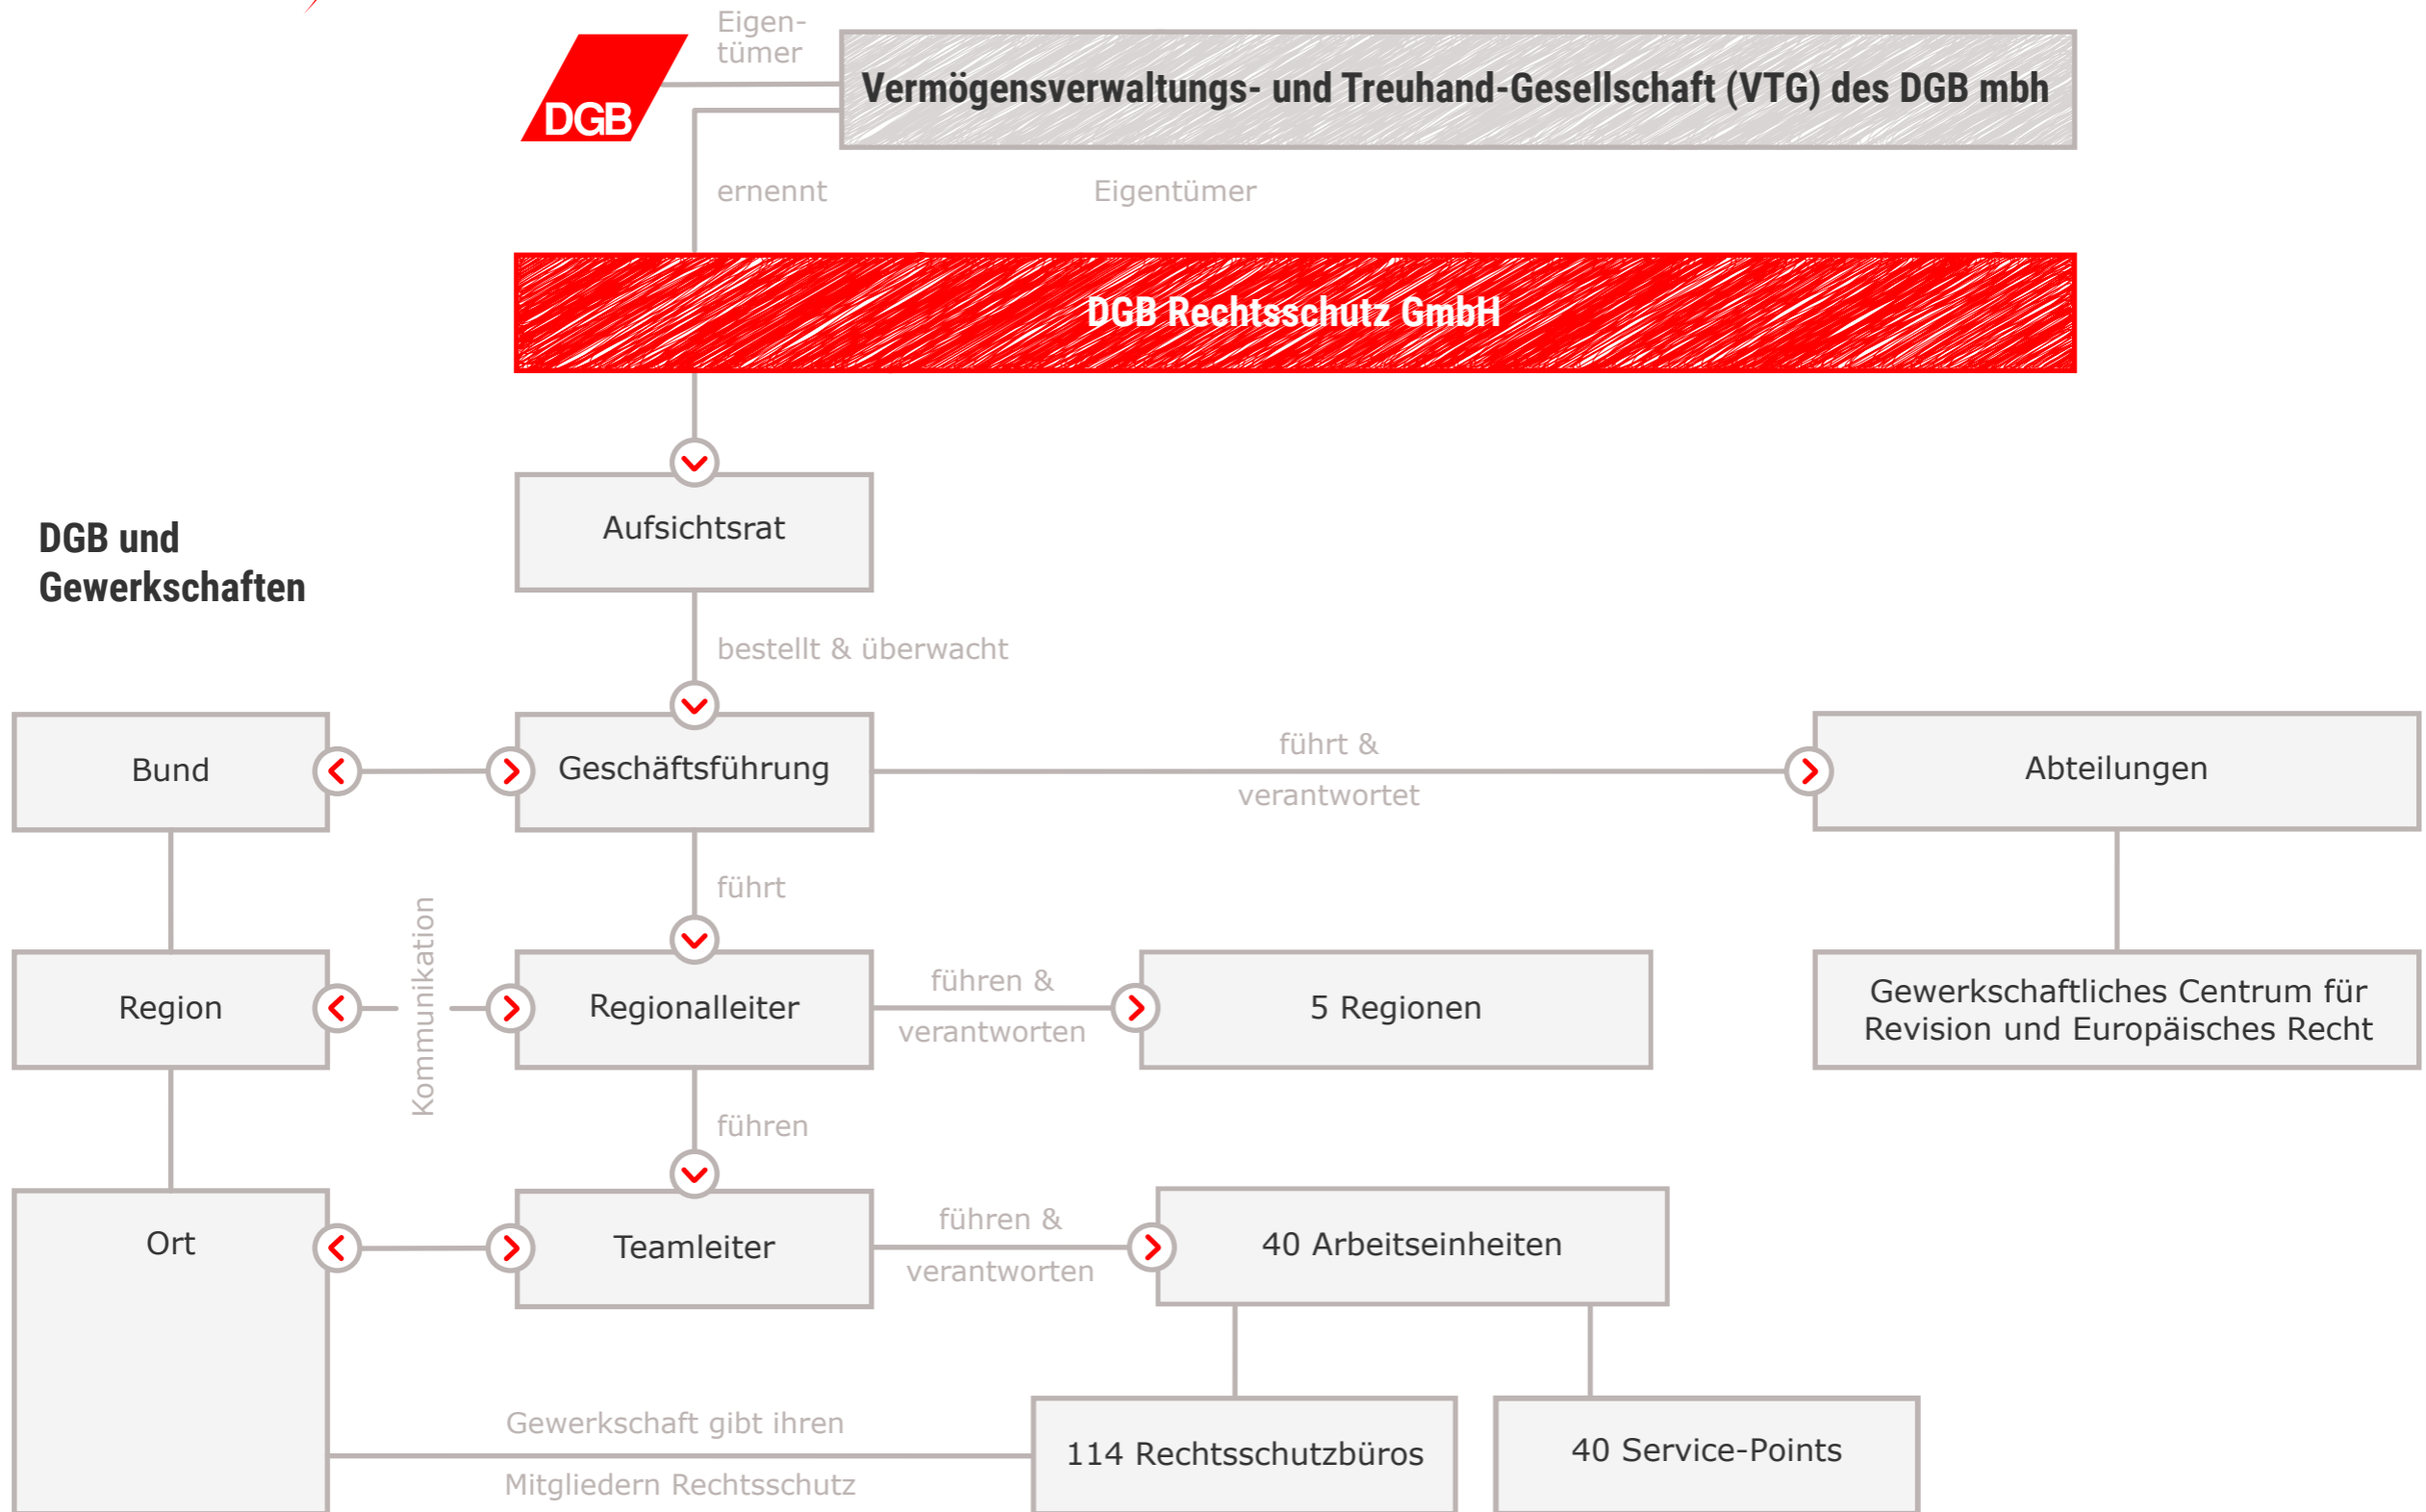 Eigen-
tümer
DGB
Vermögensverwaltungs- und Treuhand-Gesellschaft (VTG) des DGB mbh
ernennt
Eigentümer
DGB Rechtsschutz GmbH
Aufsichtsrat
DGB und
Gewerkschaften
bestellt & überwacht
Bund
Geschäftsführung
führt &
verantwortet
Abteilungen
führt
Kommunikation
Region
Regionalleiter
führen &
verantworten
5 Regionen
Gewerkschaftliches Centrum für
Revision und Europäisches Recht
führen
Ort
Teamleiter
führen &
verantworten
40 Arbeitseinheiten
Gewerkschaft gibt ihren
Mitgliedern Rechtsschutz
114 Rechtsschutzbüros
40 Service-Points